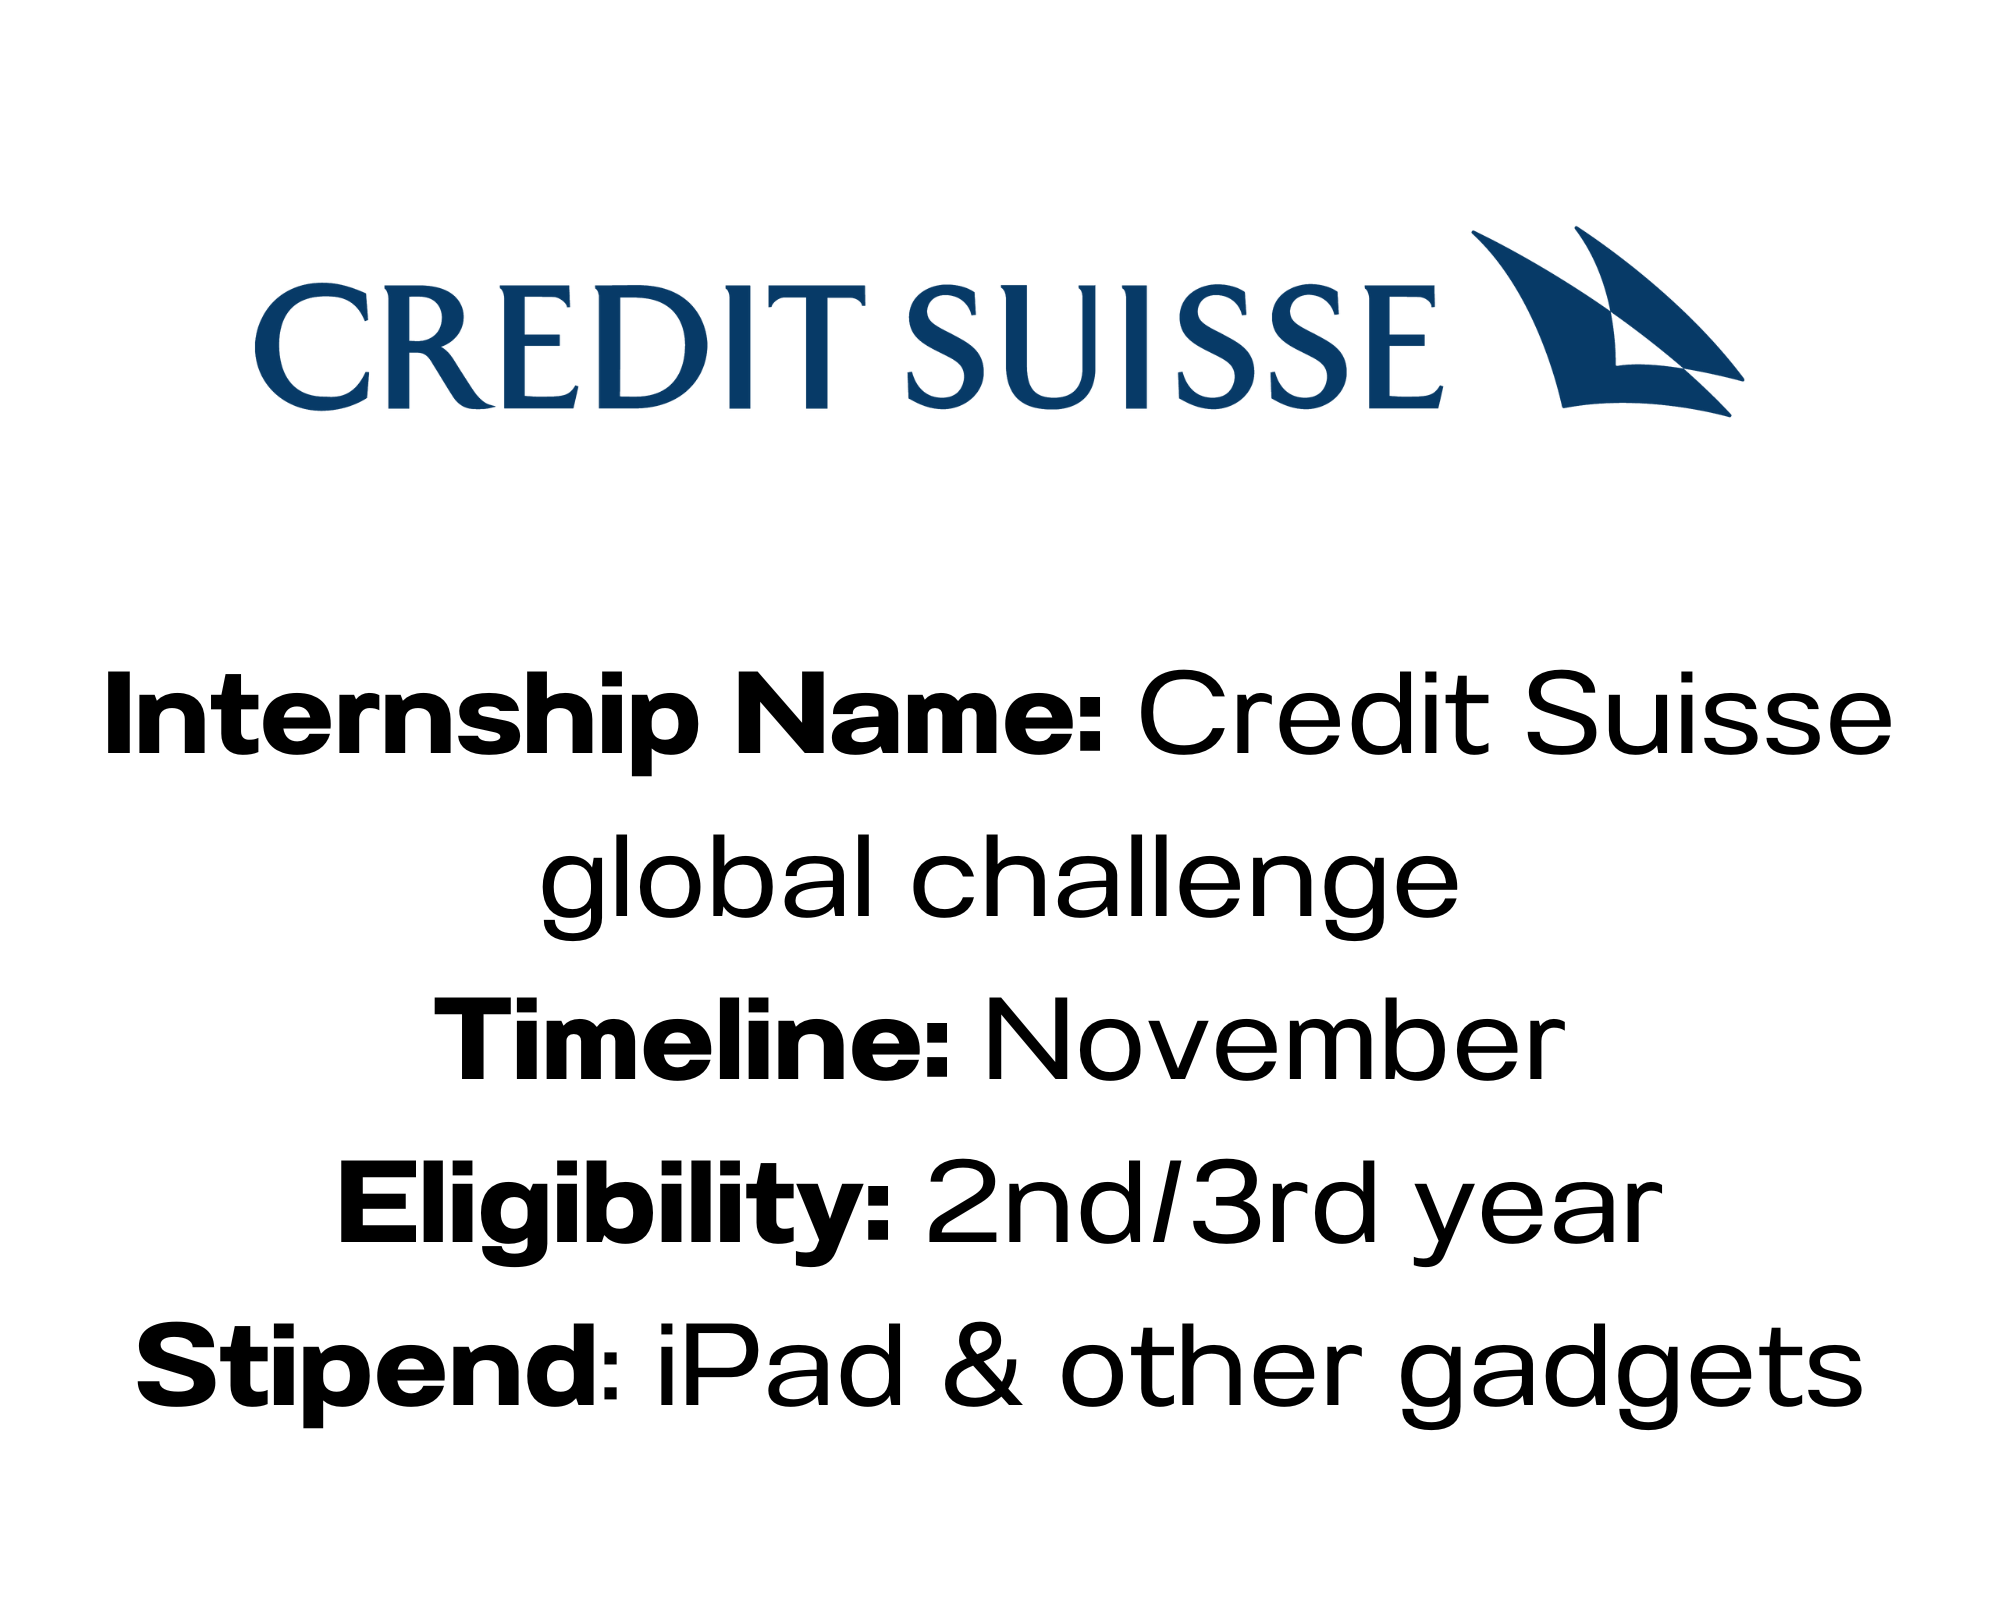 CREDIT SUISSE
Internship Name: Credit Suisse
global challenge
Timeline: November
Eligibility: 2nd/3rd year
Stipend: iPad & other gadgets